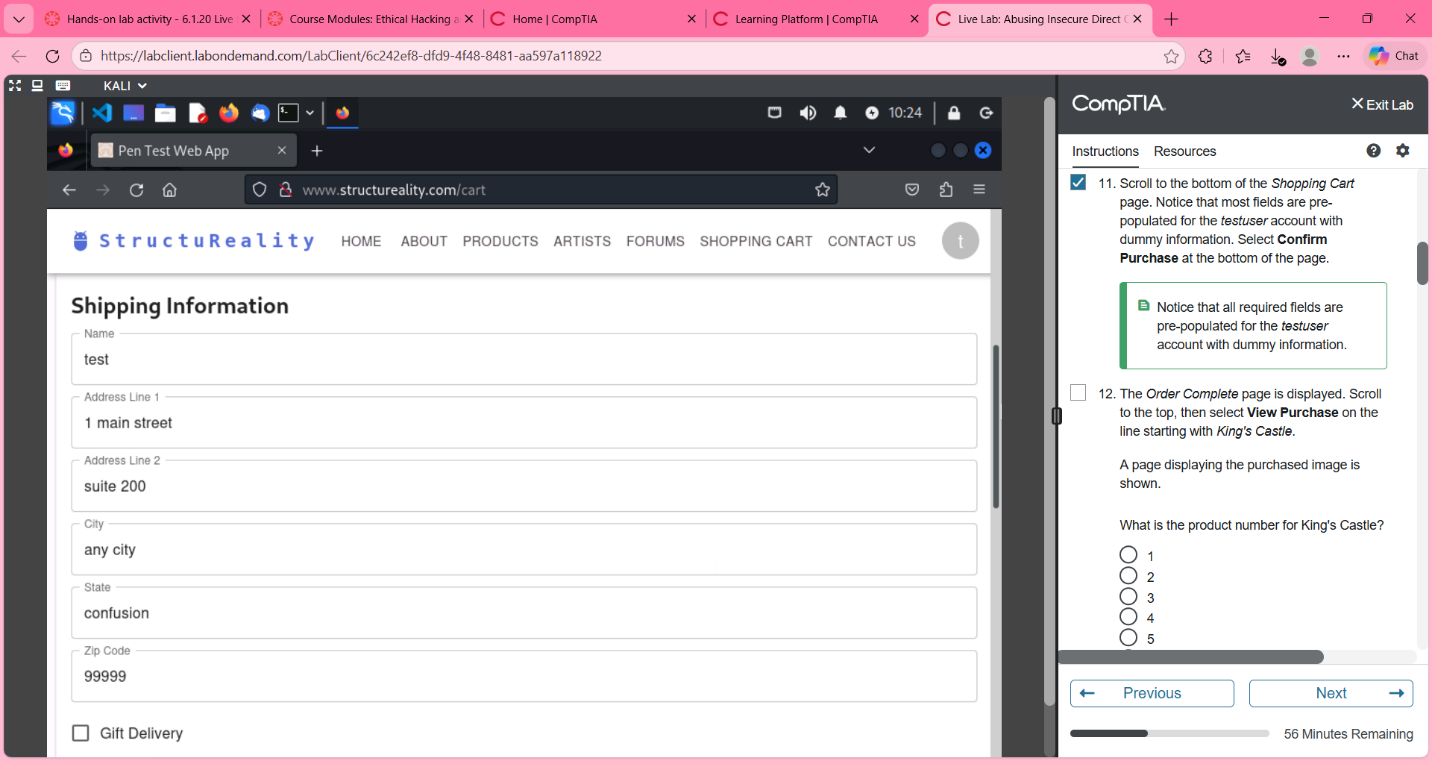 Hands-on lab activity - 6.1.20 Live
Course Modules: Ethical Hacking a
Home | CompTIA
Learning Platform | CompTIA
Live Lab: Abusing Insecure Direct
https://labclient.labondemand.com/LabClient/6c242ef8-dfd9-4f48-8481-aa597a118922
Chat
KALI
10:24
Pen Test Web App
www.structureality.com/cart
StructuReality
HOME ABOUT PRODUCTS ARTISTS FORUMS SHOPPING CART CONTACT US
t
Shipping Information
Name
test
Address Line 1
1 main street
Address Line 2
suite 200
City
any city
State
confusion
Zip Code
99999
Gift Delivery
CompTIA.
Exit Lab
Instructions Resources
11. Scroll to the bottom of the Shopping Cart
page. Notice that most fields are pre-
populated for the testuser account with
dummy information. Select Confirm
Purchase at the bottom of the page.
Notice that all required fields are
pre-populated for the testuser
account with dummy information.
12. The Order Complete page is displayed. Scroll
to the top, then select View Purchase on the
line starting with King's Castle.
A page displaying the purchased image is
shown.
What is the product number for King's Castle?
1
2
3
4
5
Previous
Next
56 Minutes Remaining